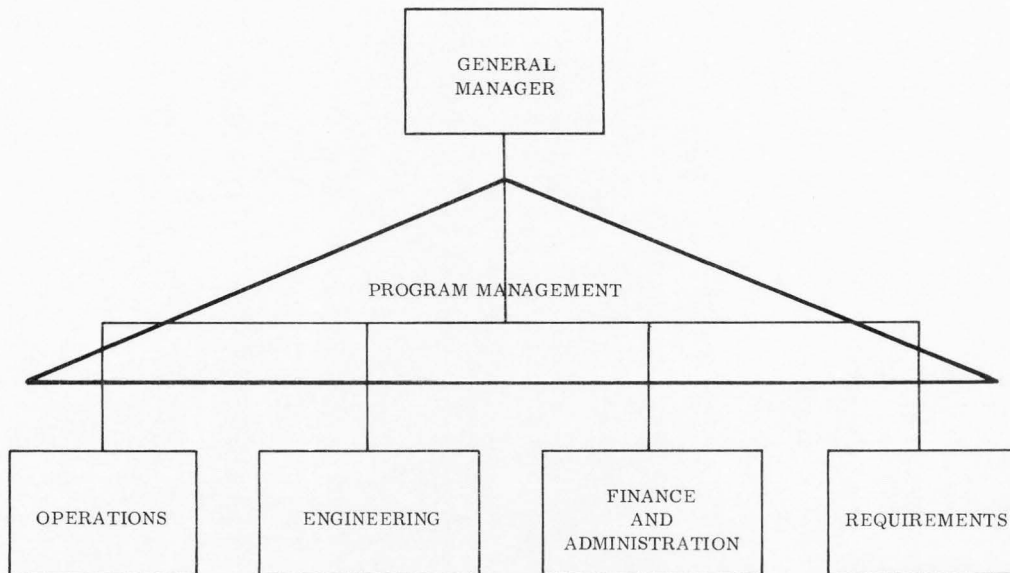 GENERAL
MANAGER
PROGRAM MANAGEMENT
OPERATIONS
ENGINEERING
FINANCE
AND
ADMINISTRATION
REQUIREMENTS